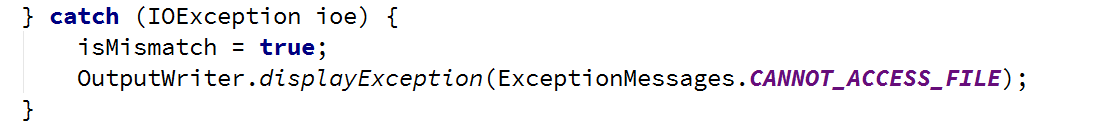 } catch (IOException ioe) {
isMismatch = true;
OutputWriter.displayException(ExceptionMessages.CANNOT_ACCESS_FILE);
}